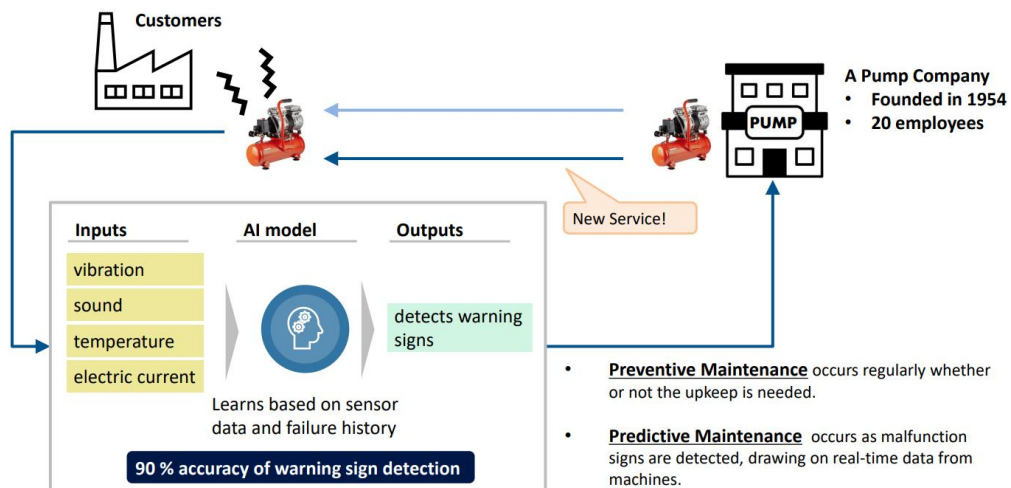 Customers
PUMP
A Pump Company
• Founded in 1954
• 20 employees
New Service!
Inputs
AI model
Outputs
vibration
sound
temperature
electric current
detects warning
signs
Learns based on sensor
data and failure history
90 % accuracy of warning sign detection
• Preventive Maintenance occurs regularly whether
or not the upkeep is needed.
• Predictive Maintenance occurs as malfunction
signs are detected, drawing on real-time data from
machines.